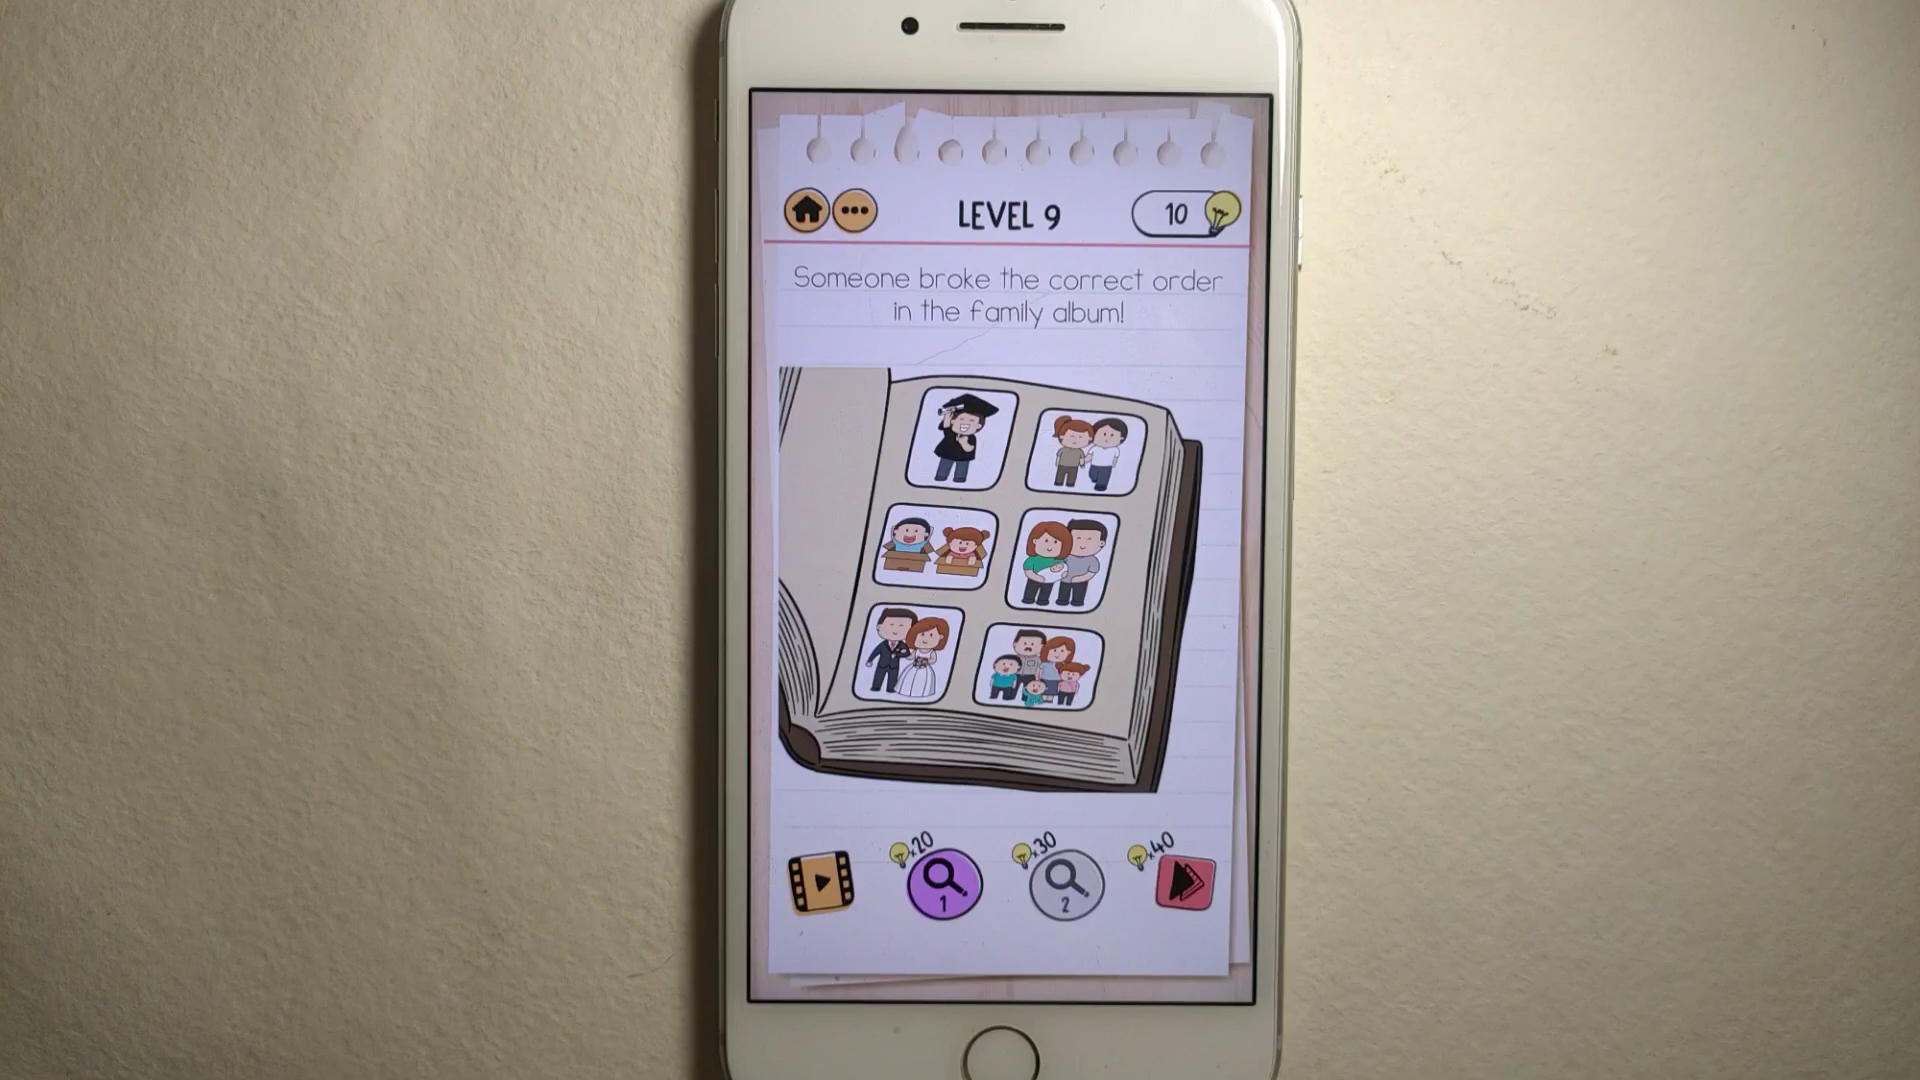 LEVEL 9
10
Someone broke the correct order
in the family album!
x20
x30
x40
1
2